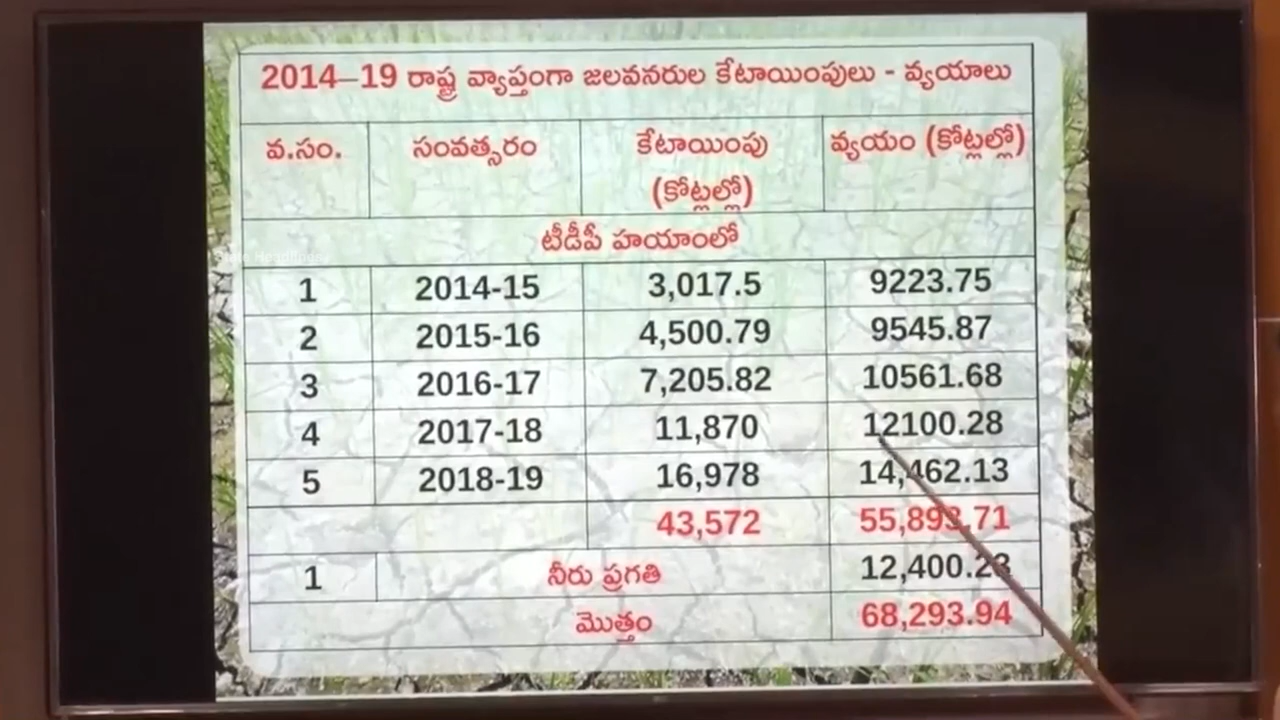 2014–19 రాష్ట్ర వ్యాప్తంగా జలవనరుల కేటాయింపులు - వ్యయాలు
వ.సం. సంవత్సరం కేటాయింపు (కోట్లల్లో) వ్యయం (కోట్లల్లో)
టీడీపీ హయాంలో
1 2014-15 3,017.5 9223.75
2 2015-16 4,500.79 9545.87
3 2016-17 7,205.82 10561.68
4 2017-18 11,870 12100.28
5 2018-19 16,978 14,462.13
43,572 55,893.71
1 నీరు ప్రగతి 12,400.23
మొత్తం 68,293.94